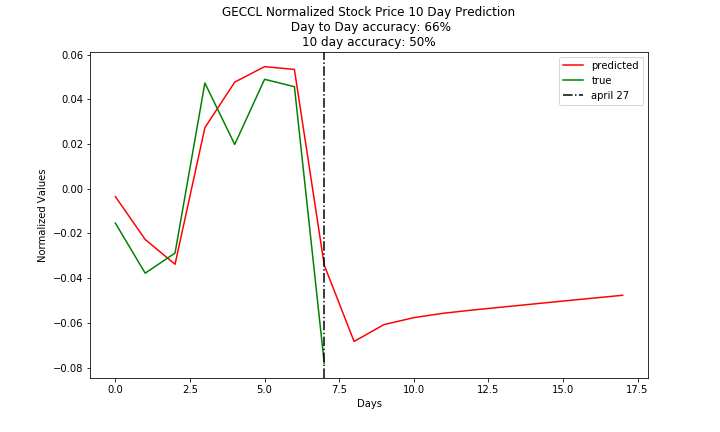 GECCL Normalized Stock Price 10 Day Prediction
Day to Day accuracy: 66%
10 day accuracy: 50%
predicted
true
april 27
Normalized Values
0.06
0.04
0.02
0.00
−0.02
−0.04
−0.06
−0.08
0.0 2.5 5.0 7.5 10.0 12.5 15.0 17.5
Days